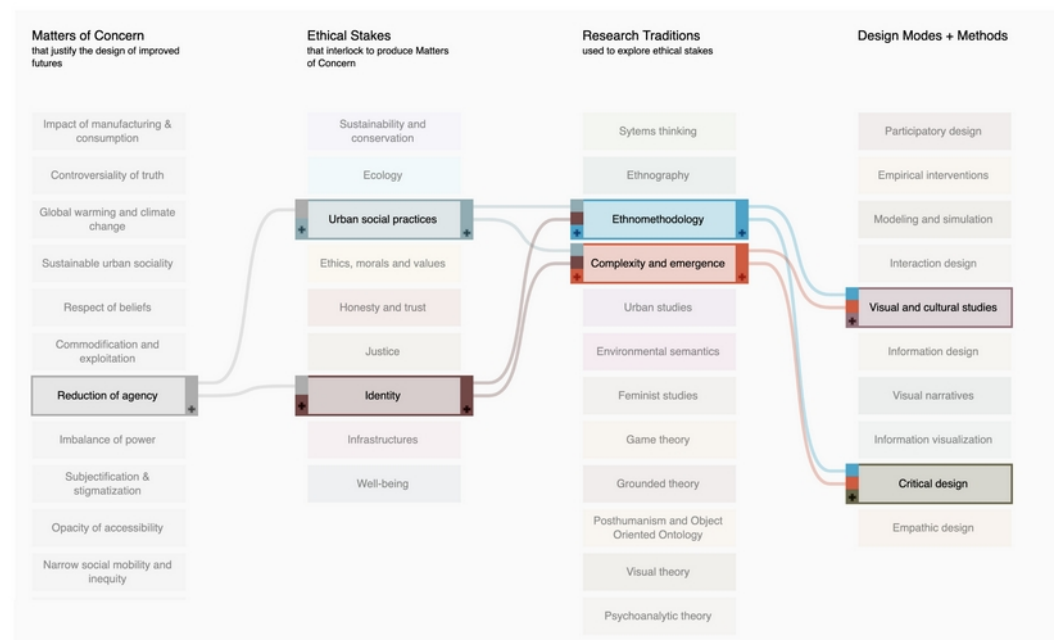 Matters of Concern
that justify the design of improved
futures
Impact of manufacturing &
consumption
Controversiality of truth
Global warming and climate
change
Sustainable urban sociality
Respect of beliefs
Commodification and
exploitation
Reduction of agency
Imbalance of power
Subjectification &
stigmatization
Opacity of accessibility
Narrow social mobility and
inequity
Ethical Stakes
that interlock to produce Matters
of Concern
Sustainability and
conservation
Ecology
Urban social practices
Ethics, morals and values
Honesty and trust
Justice
Identity
Infrastructures
Well-being
Research Traditions
used to explore ethical stakes
Sytems thinking
Ethnography
Ethnomethodology
Complexity and emergence
Urban studies
Environmental semantics
Feminist studies
Game theory
Grounded theory
Posthumanism and Object
Oriented Ontology
Visual theory
Psychoanalytic theory
Design Modes + Methods
Participatory design
Empirical interventions
Modeling and simulation
Interaction design
Visual and cultural studies
Information design
Visual narratives
Information visualization
Critical design
Empathic design